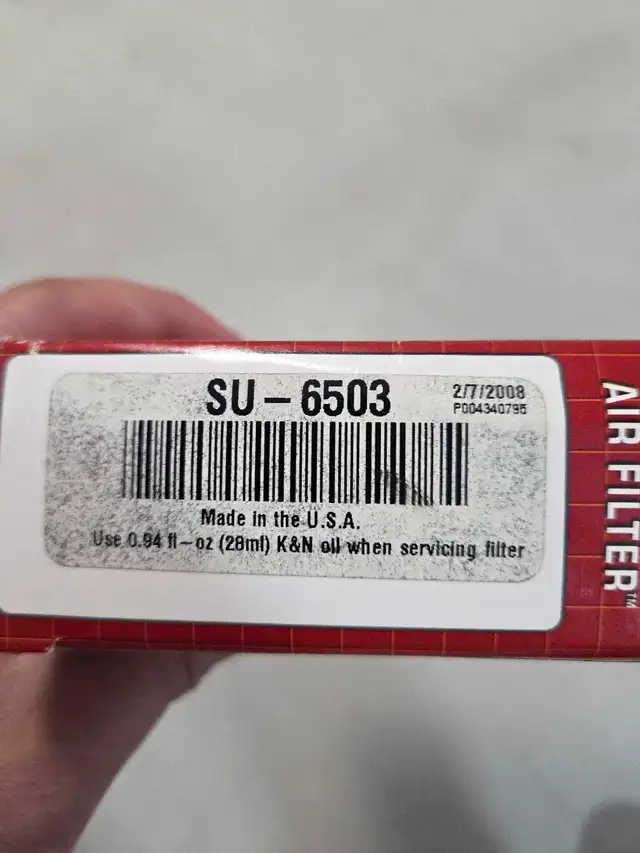 SU-6503
2/7/2008
P004340795
Made in the U.S.A.
Use 0.94 fl-oz (28ml) K&N oil when servicing filter
AIR FILTER™